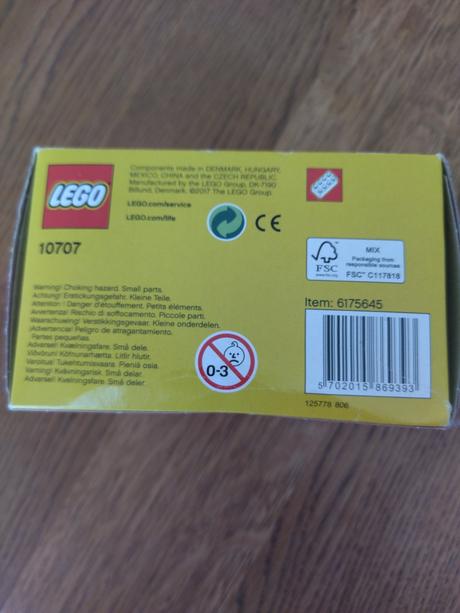 LEGO
10707
Components made in DENMARK, HUNGARY,
MEXICO, CHINA and the CZECH REPUBLIC.
Manufactured by the LEGO Group, DK-7190
Billund, Denmark. ©2017 The LEGO Group.
LEGO.com/service
LEGO.com/life
CE
FSC
www.fsc.org
MIX
Packaging from
responsible sources
FSC™ C117818
Warning! Choking hazard. Small parts.
Achtung! Erstickungsgefahr. Kleine Teile.
Attention ! Danger d'étouffement. Petits éléments.
Avvertenza! Rischio di soffocamento. Piccole parti.
Waarschuwing! Verstikkingsgevaar. Kleine onderdelen.
¡Advertencia! Peligro de atragantamiento.
Partes pequeñas.
Advarsel! Kvælningsfare. Små dele.
Viðvörun! Köfnunarhætta. Litlir hlutir.
Varoitus! Tukehtumisvaara. Pieniä osia.
Varning! Kvävningsrisk. Små delar.
Advarsel! Kvelningsfare. Små deler.
0-3
Item: 6175645
5 702015 869393
125778 806